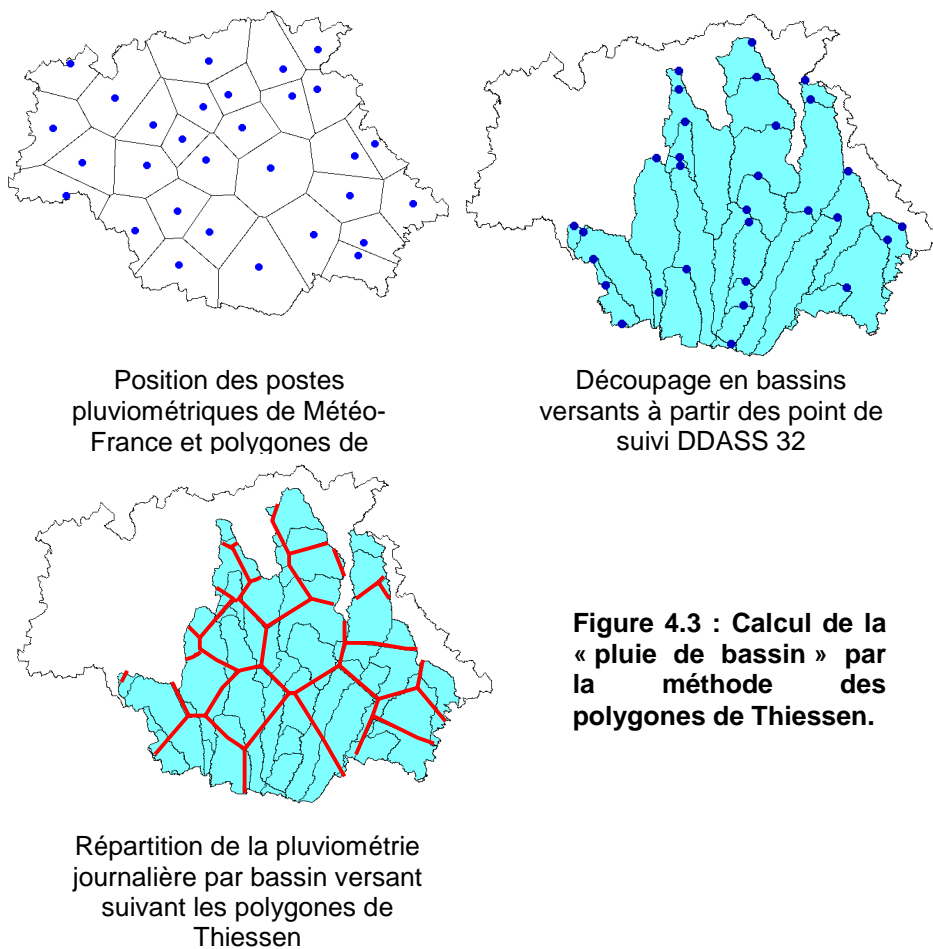 Position des postes
pluviométriques de Météo-
France et polygones de
Découpage en bassins
versants à partir des point de
suivi DDASS 32
Figure 4.3 : Calcul de la
« pluie de bassin » par
la méthode des
polygones de Thiessen.
Répartition de la pluviométrie
journalière par bassin versant
suivant les polygones de
Thiessen